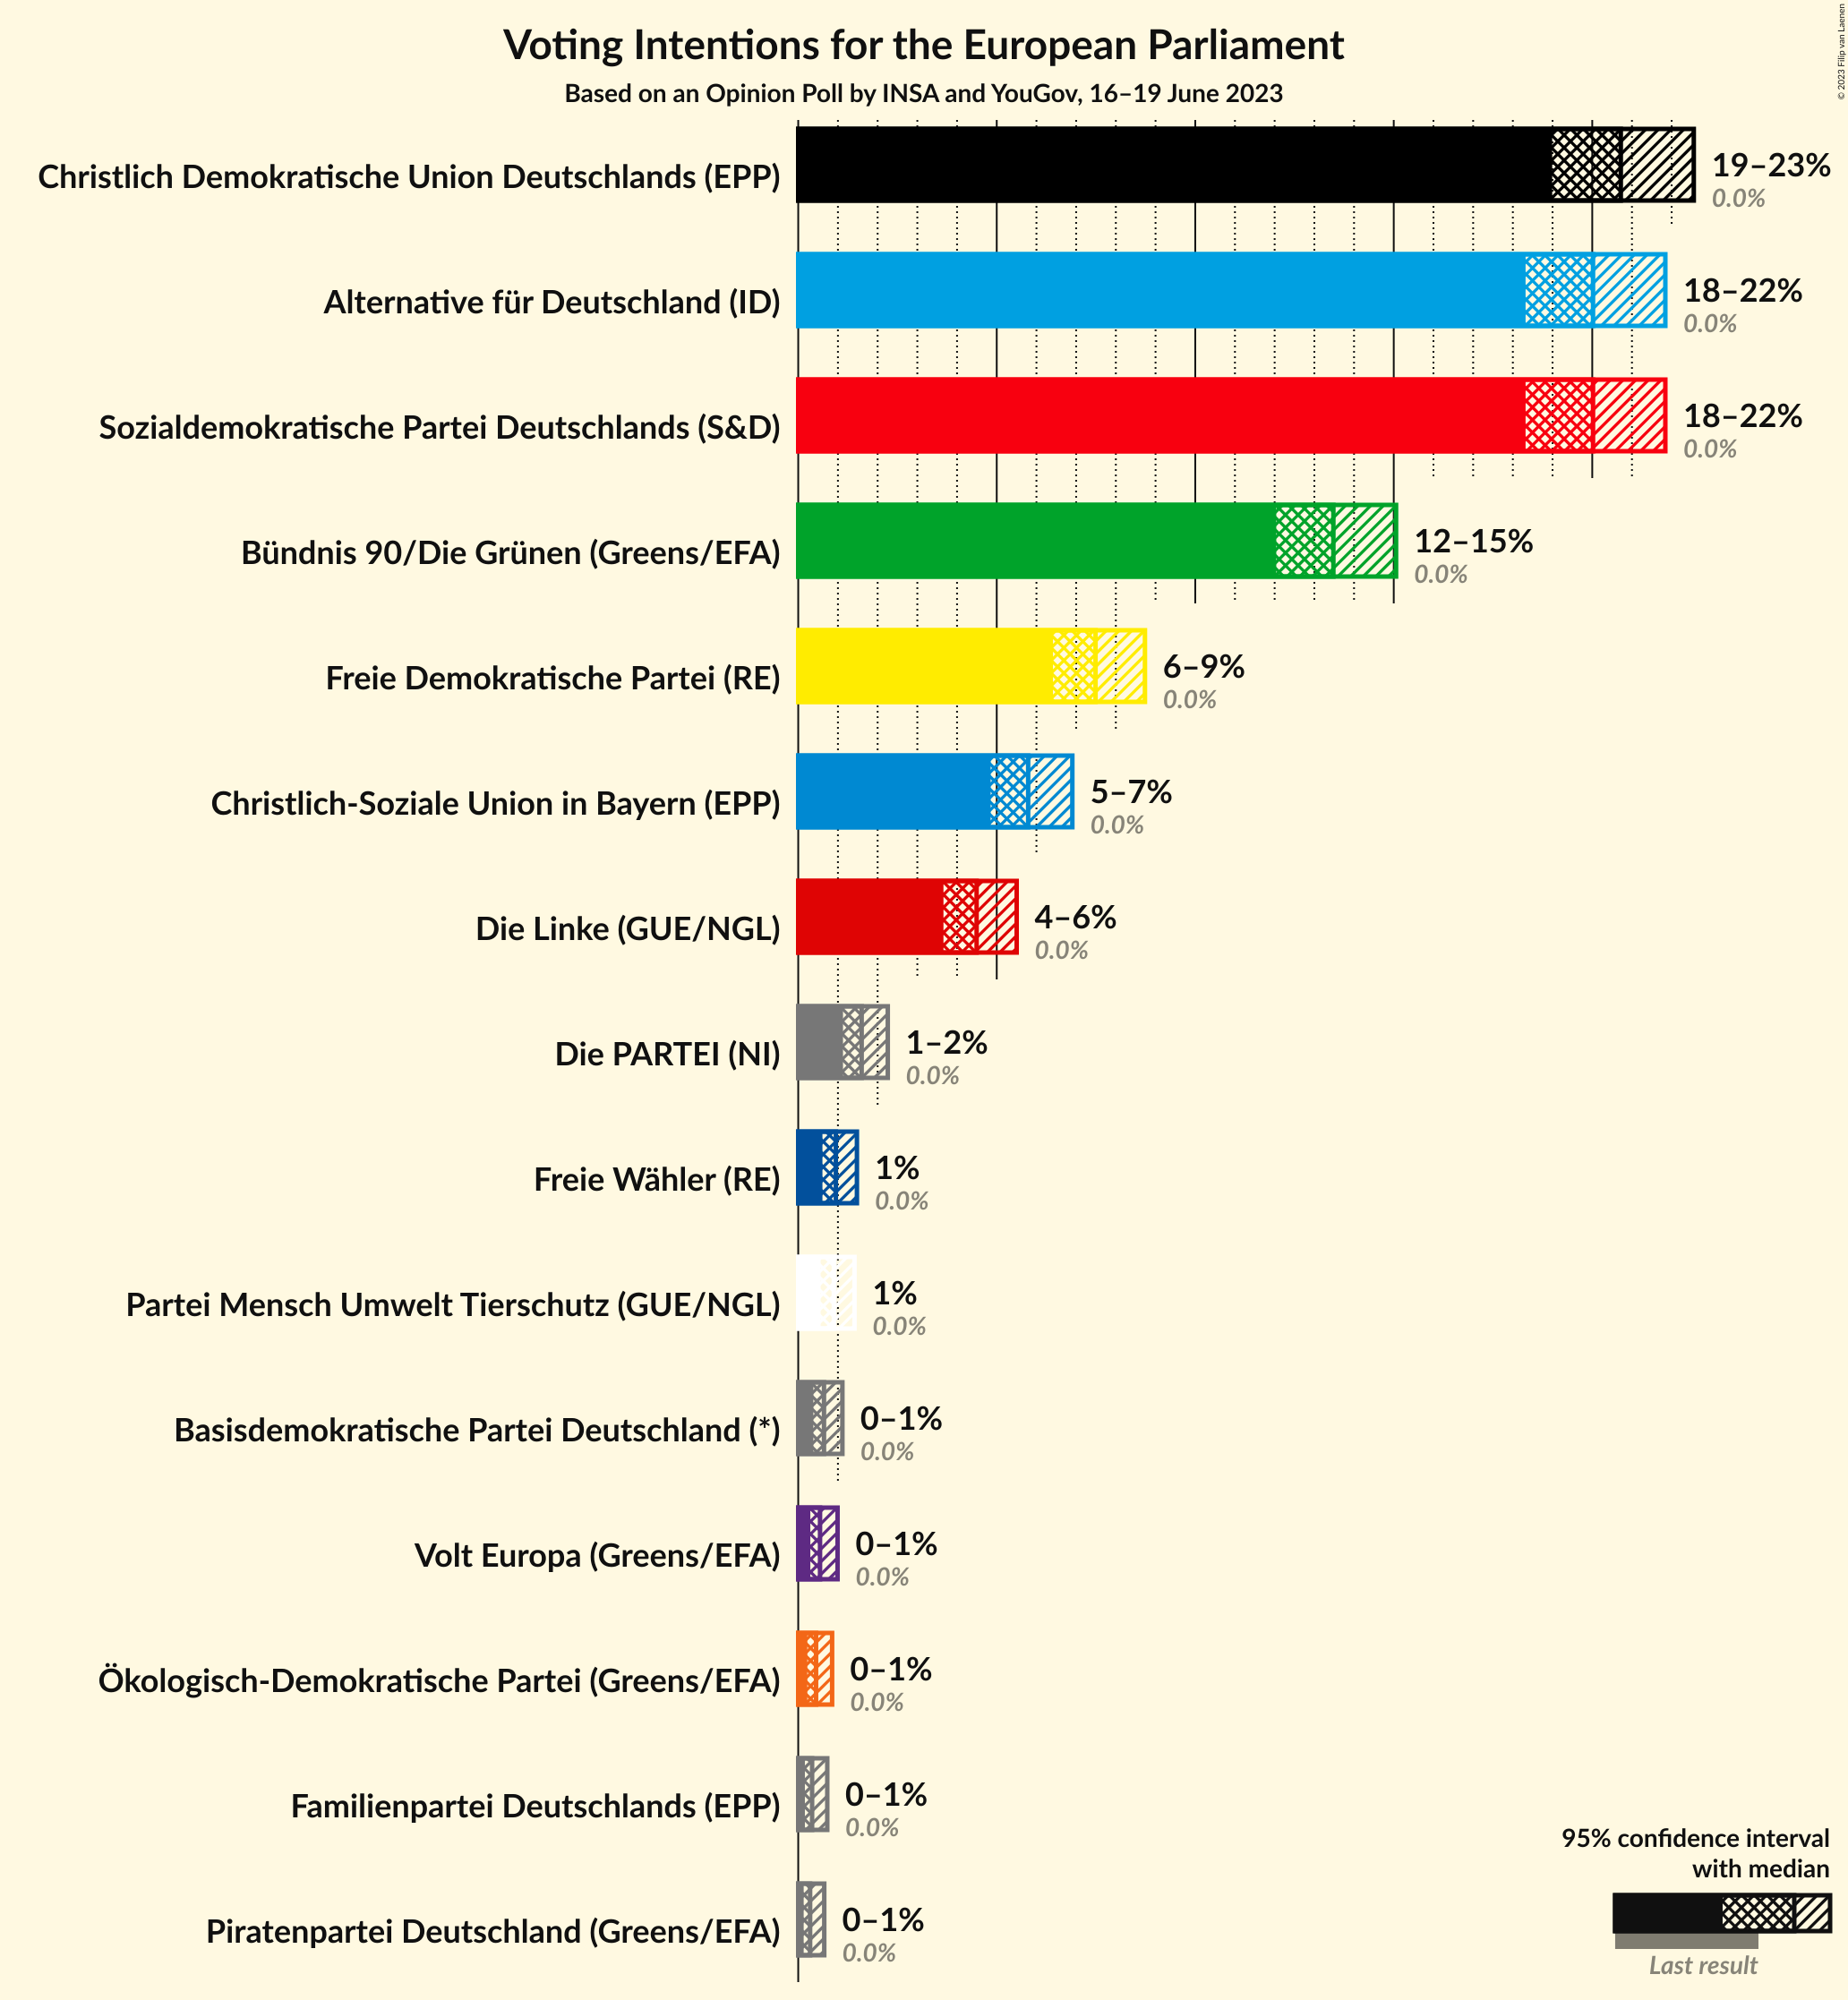 Voting Intentions for the European Parliament
Based on an Opinion Poll by INSA and YouGov, 16–19 June 2023
© 2023 Filip van Laenen
Christlich Demokratische Union Deutschlands (EPP)
19–23%
0.0%
Alternative für Deutschland (ID)
18–22%
0.0%
Sozialdemokratische Partei Deutschlands (S&D)
18–22%
0.0%
Bündnis 90/Die Grünen (Greens/EFA)
12–15%
0.0%
Freie Demokratische Partei (RE)
6–9%
0.0%
Christlich-Soziale Union in Bayern (EPP)
5–7%
0.0%
Die Linke (GUE/NGL)
4–6%
0.0%
Die PARTEI (NI)
1–2%
0.0%
Freie Wähler (RE)
1%
0.0%
Partei Mensch Umwelt Tierschutz (GUE/NGL)
1%
0.0%
Basisdemokratische Partei Deutschland (*)
0–1%
0.0%
Volt Europa (Greens/EFA)
0–1%
0.0%
Ökologisch-Demokratische Partei (Greens/EFA)
0–1%
0.0%
Familienpartei Deutschlands (EPP)
0–1%
0.0%
Piratenpartei Deutschland (Greens/EFA)
0–1%
0.0%
95% confidence interval
with median
Last result